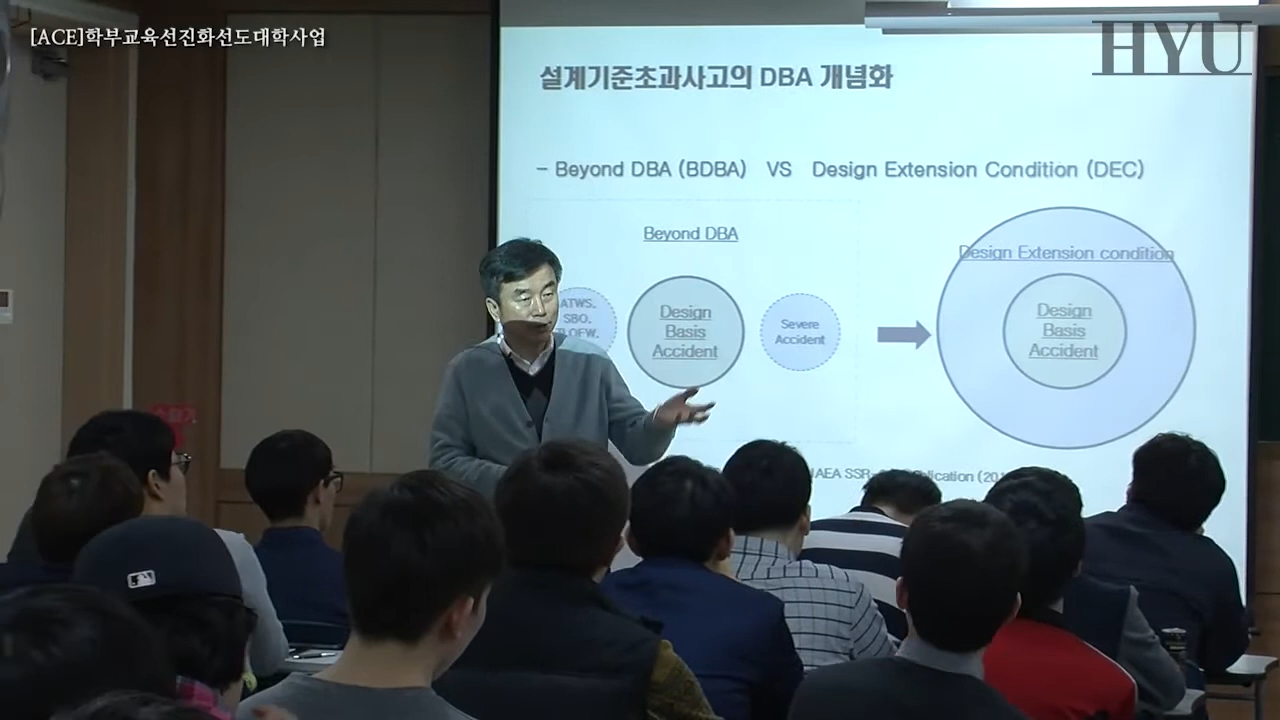 [ACE]학부교육선진화선도대학사업
HYU
설계기준초과사고의 DBA 개념화
- Beyond DBA (BDBA) VS Design Extension Condition (DEC)
Beyond DBA
ATWS,
SBO,
Design
Basis
Accident
Severe
Accident
Design Extension condition
Design
Basis
Accident
IAEA SSR